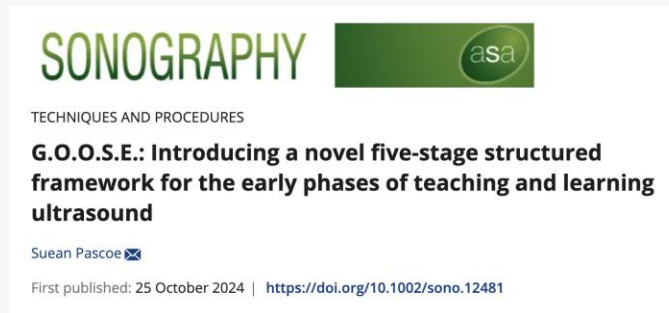 SONOGRAPHY
asa
TECHNIQUES AND PROCEDURES
G.O.O.S.E.: Introducing a novel five-stage structured
framework for the early phases of teaching and learning
ultrasound
Suean Pascoe
First published: 25 October 2024 | https://doi.org/10.1002/sono.12481